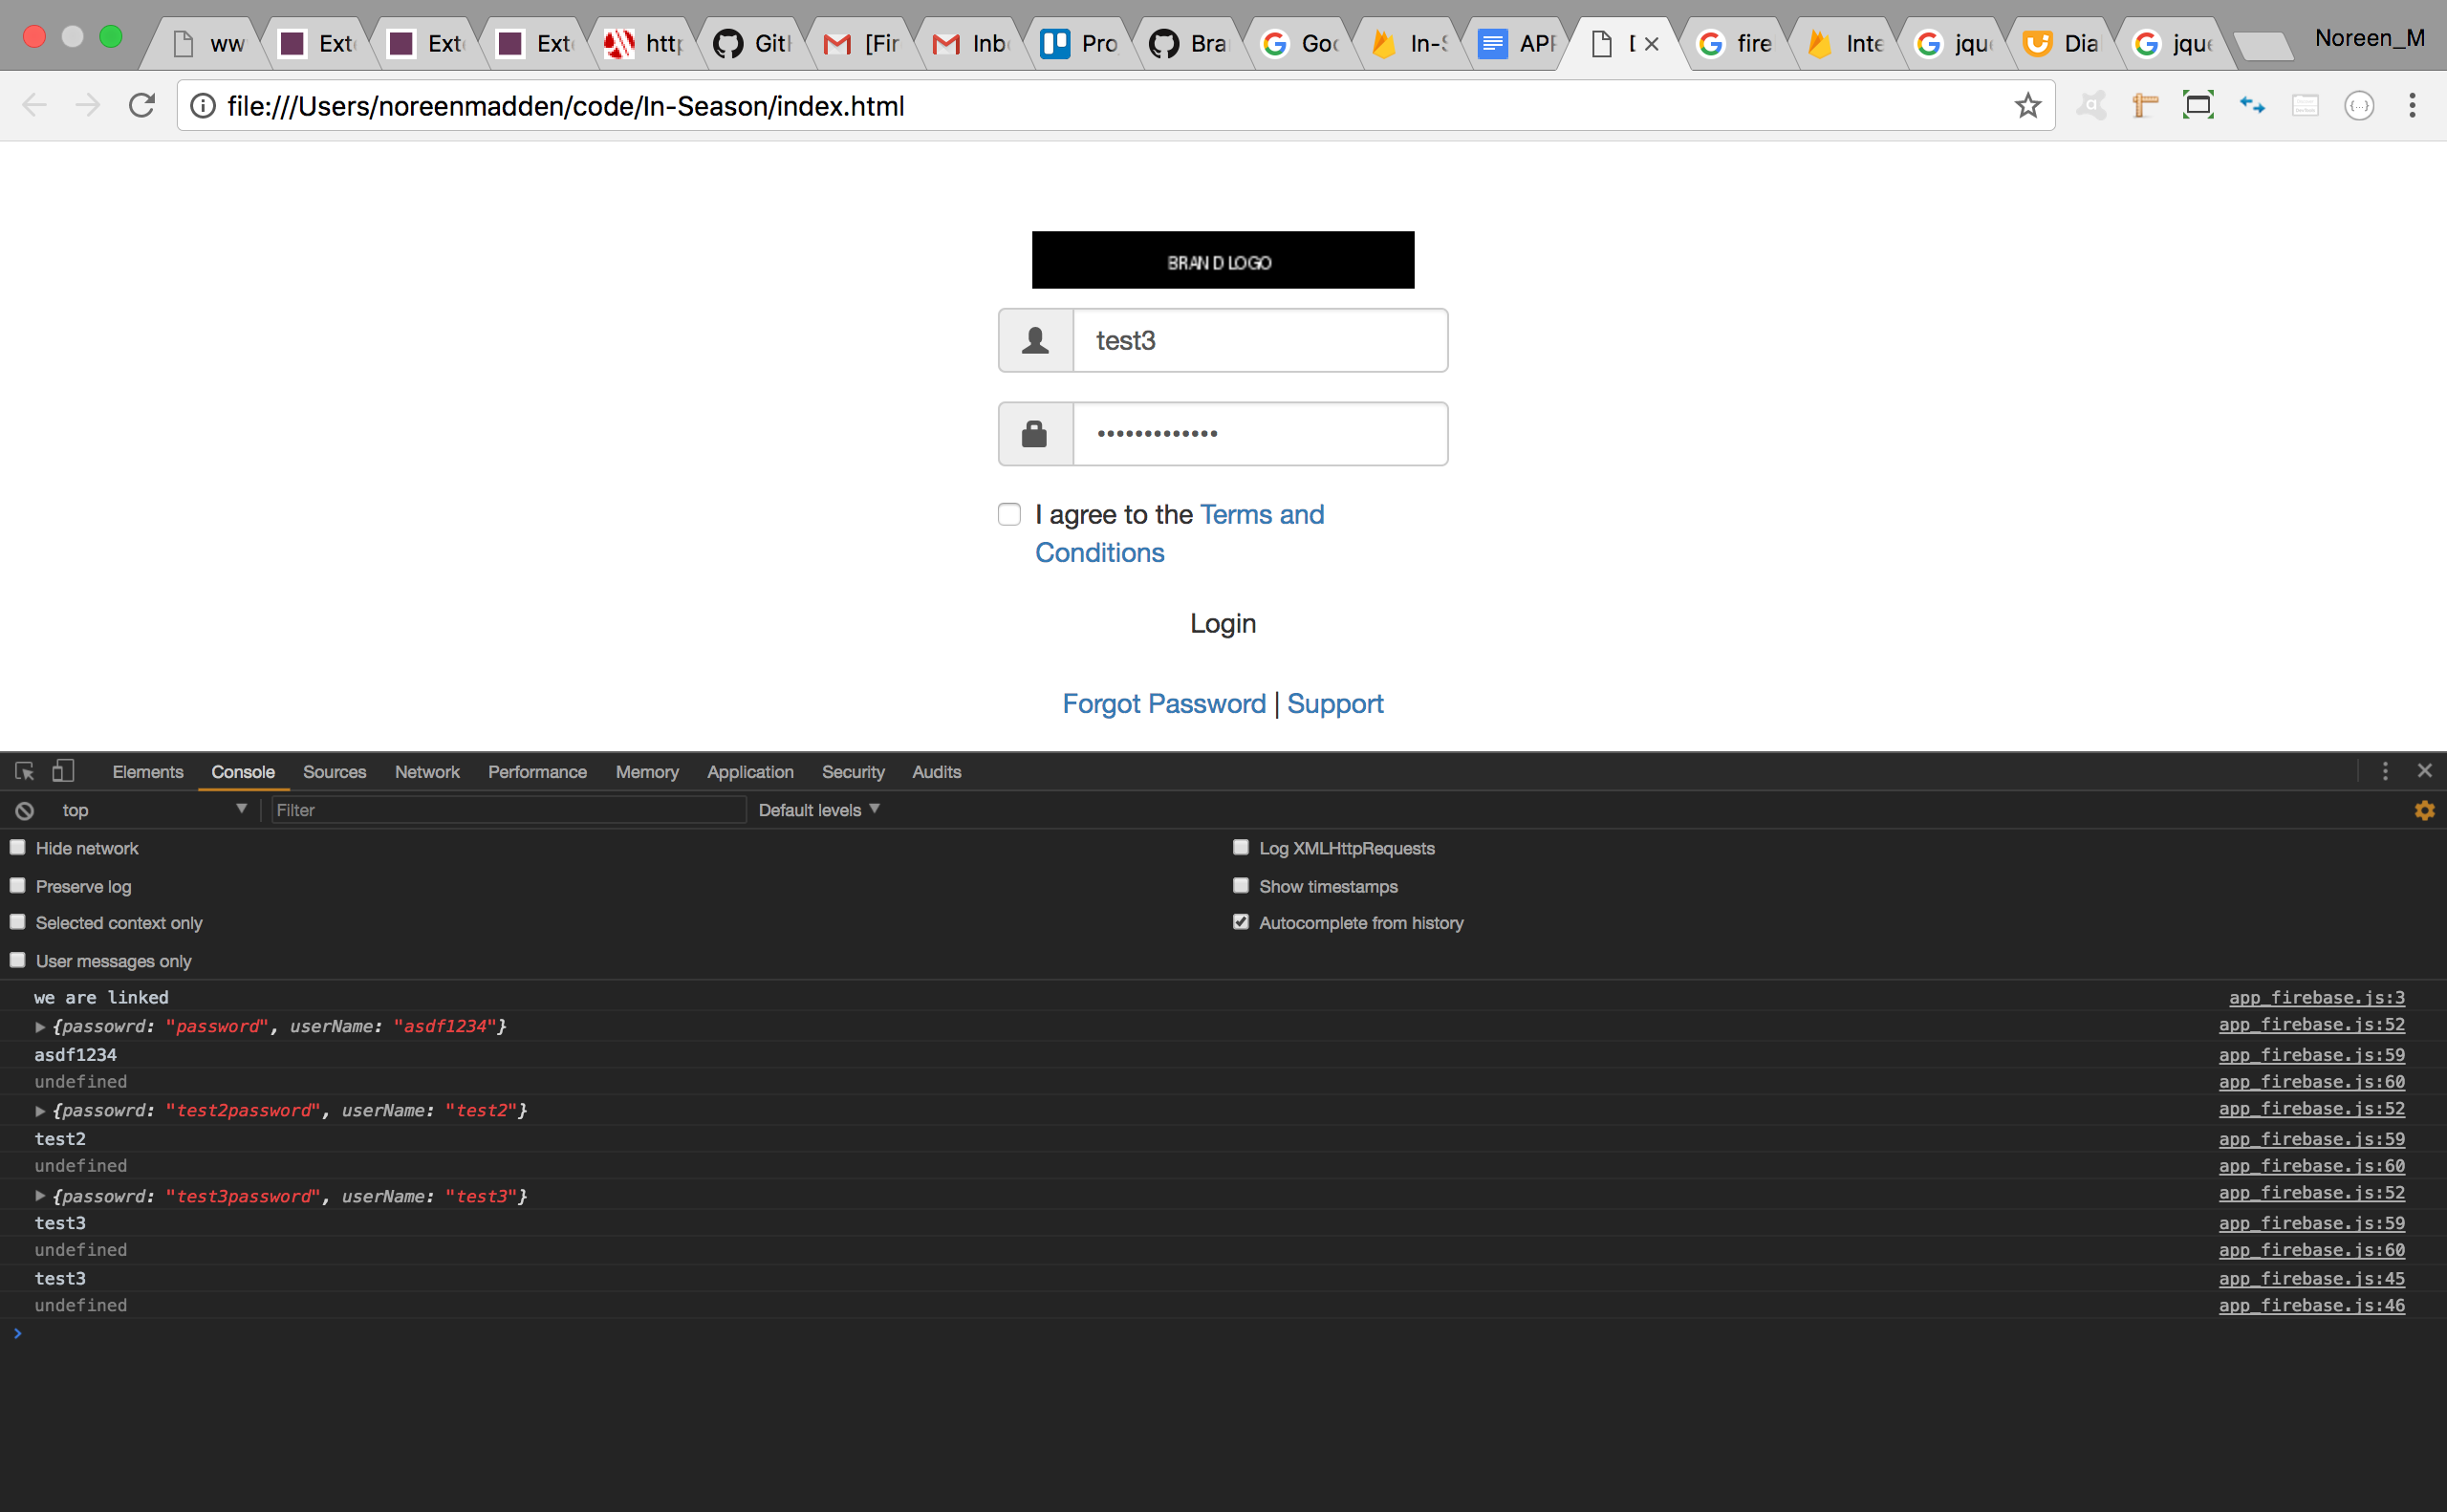 ww Ext Ext Ext http Git [Fir Inb Pro Bra Goo In-S API fire Inte jque Dia jque Noreen_M
file:///Users/noreenmadden/code/In-Season/index.html
BRAND LOGO
test3
•••••••••••••
I agree to the Terms and
Conditions
Login
Forgot Password | Support
Elements Console Sources Network Performance Memory Application Security Audits
top Filter Default levels
Hide network Log XMLHttpRequests
Preserve log Show timestamps
Selected context only Autocomplete from history
User messages only
we are linked app_firebase.js:3
{passowrd: "password", userName: "asdf1234"} app_firebase.js:52
asdf1234 app_firebase.js:59
undefined app_firebase.js:60
{passowrd: "test2password", userName: "test2"} app_firebase.js:52
test2 app_firebase.js:59
undefined app_firebase.js:60
{passowrd: "test3password", userName: "test3"} app_firebase.js:52
test3 app_firebase.js:59
undefined app_firebase.js:60
test3 app_firebase.js:45
undefined app_firebase.js:46